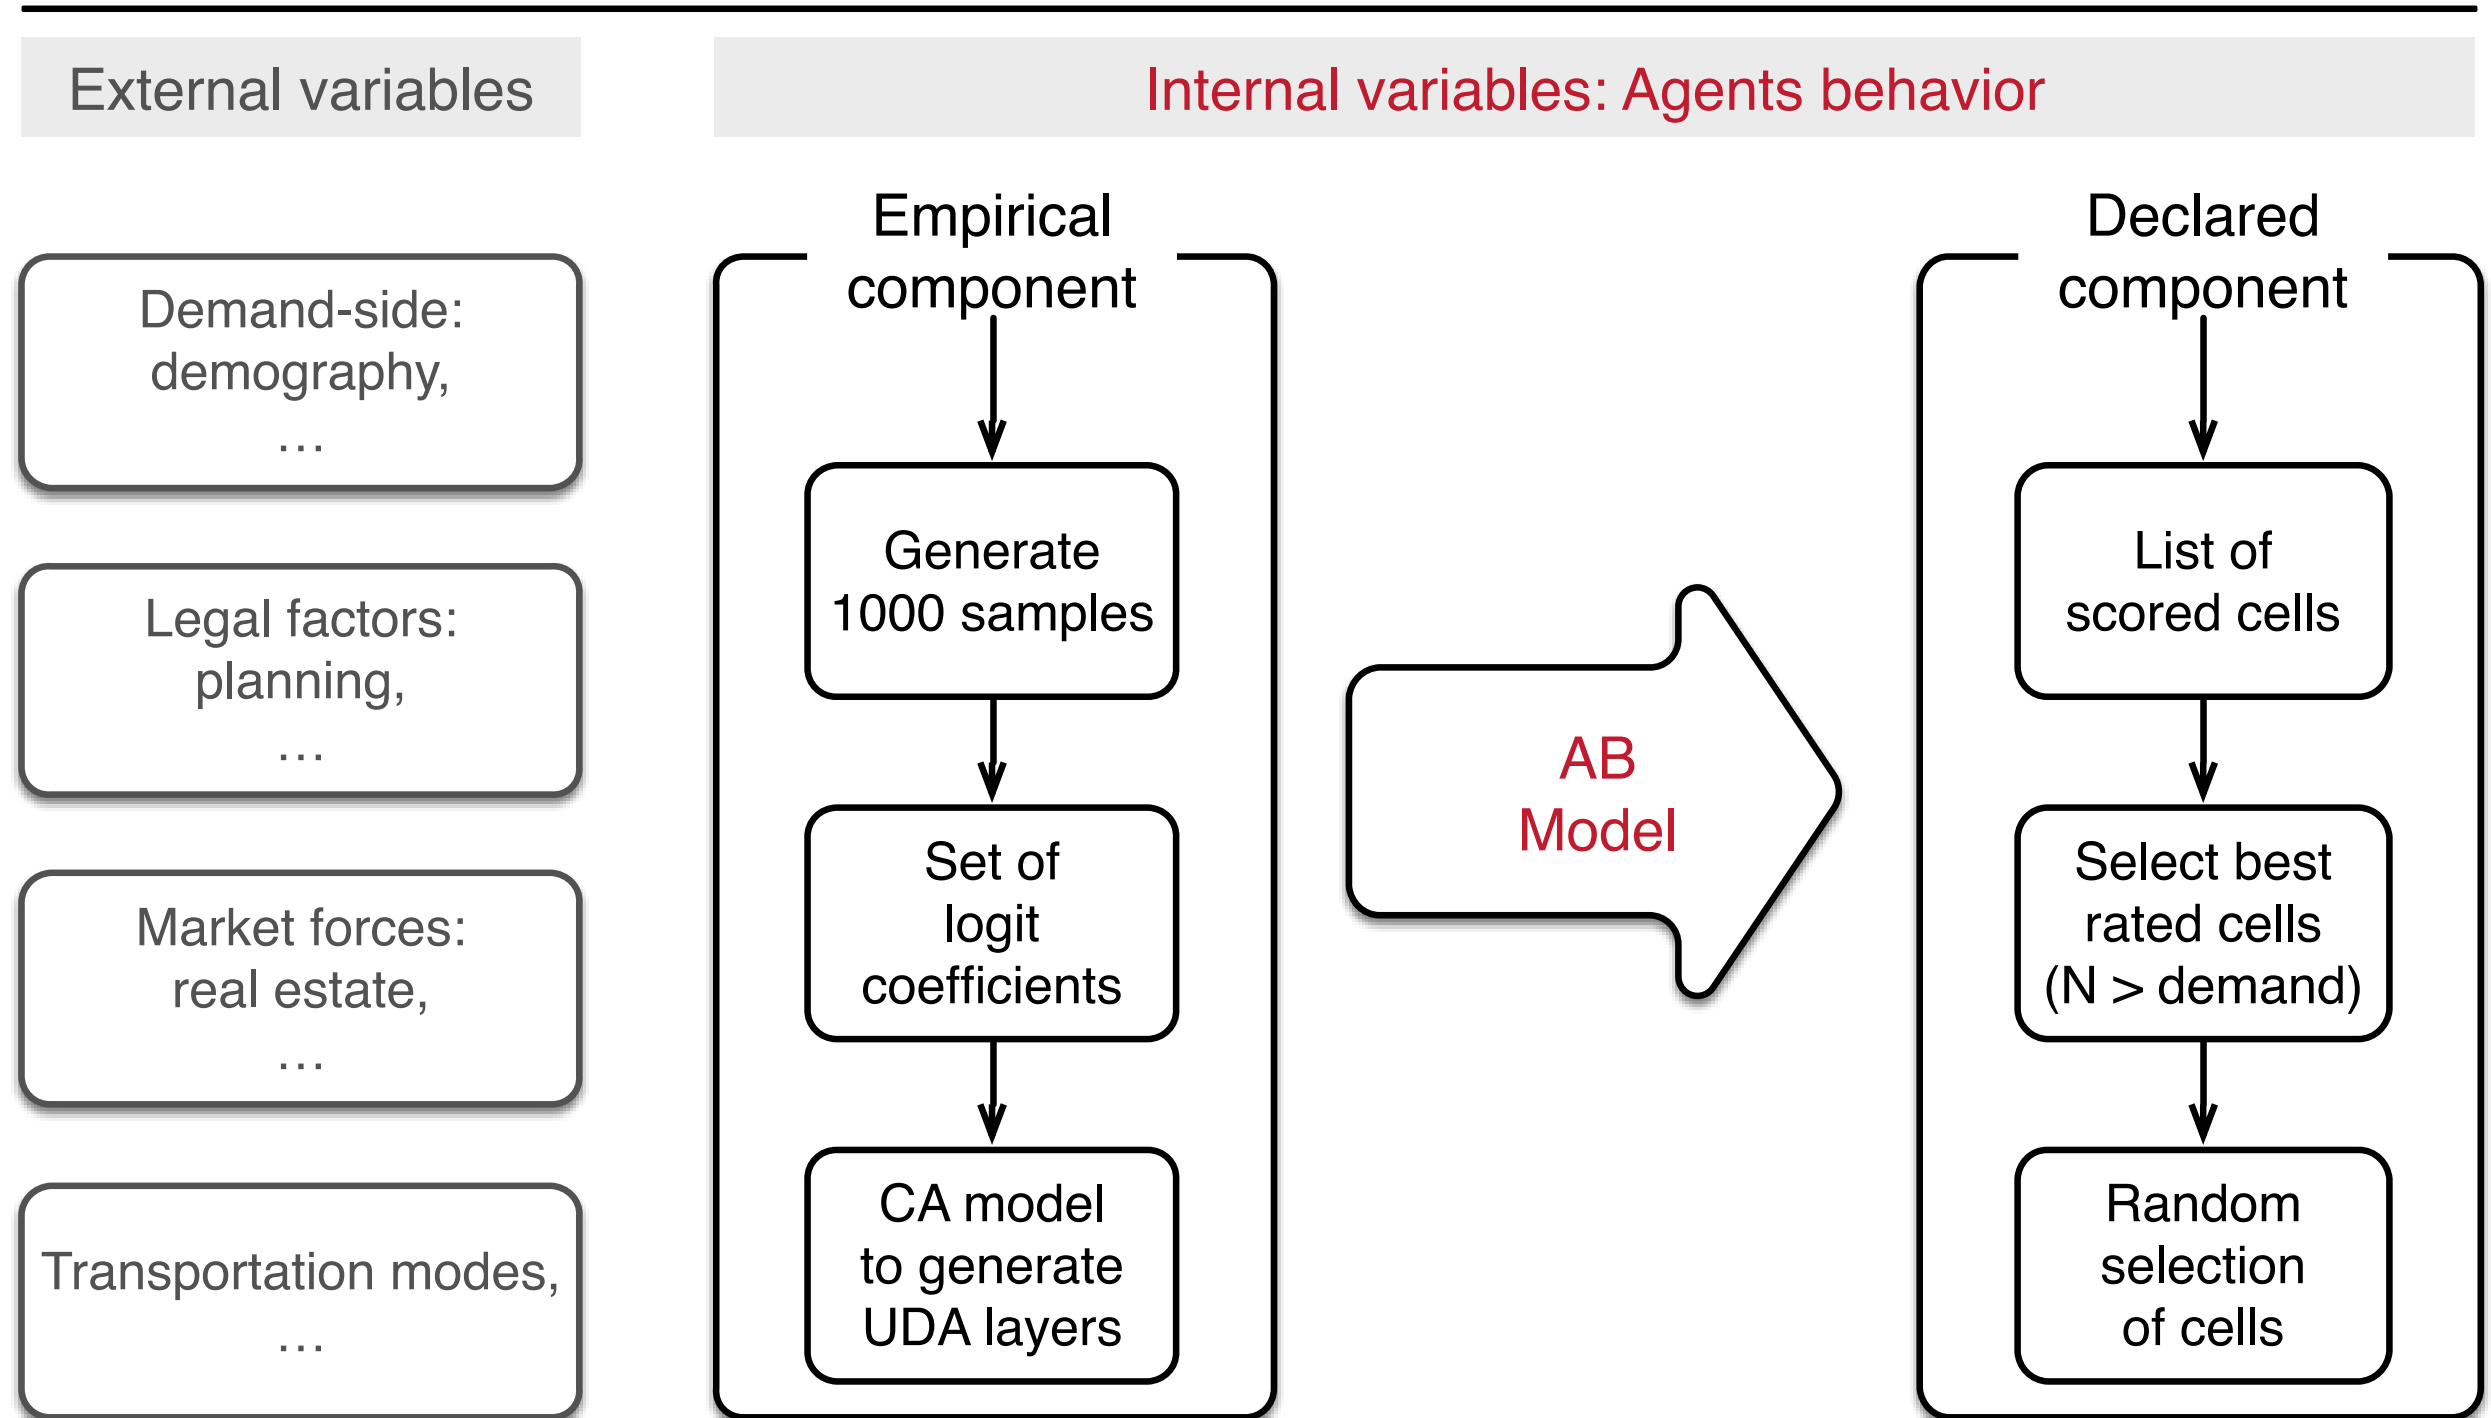 External variables
Internal variables: Agents behavior
Demand-side:
demography,
…
Legal factors:
planning,
…
Market forces:
real estate,
…
Transportation modes,
…
Empirical
component
Generate
1000 samples
Set of
logit
coefficients
CA model
to generate
UDA layers
AB
Model
Declared
component
List of
scored cells
Select best
rated cells
(N > demand)
Random
selection
of cells